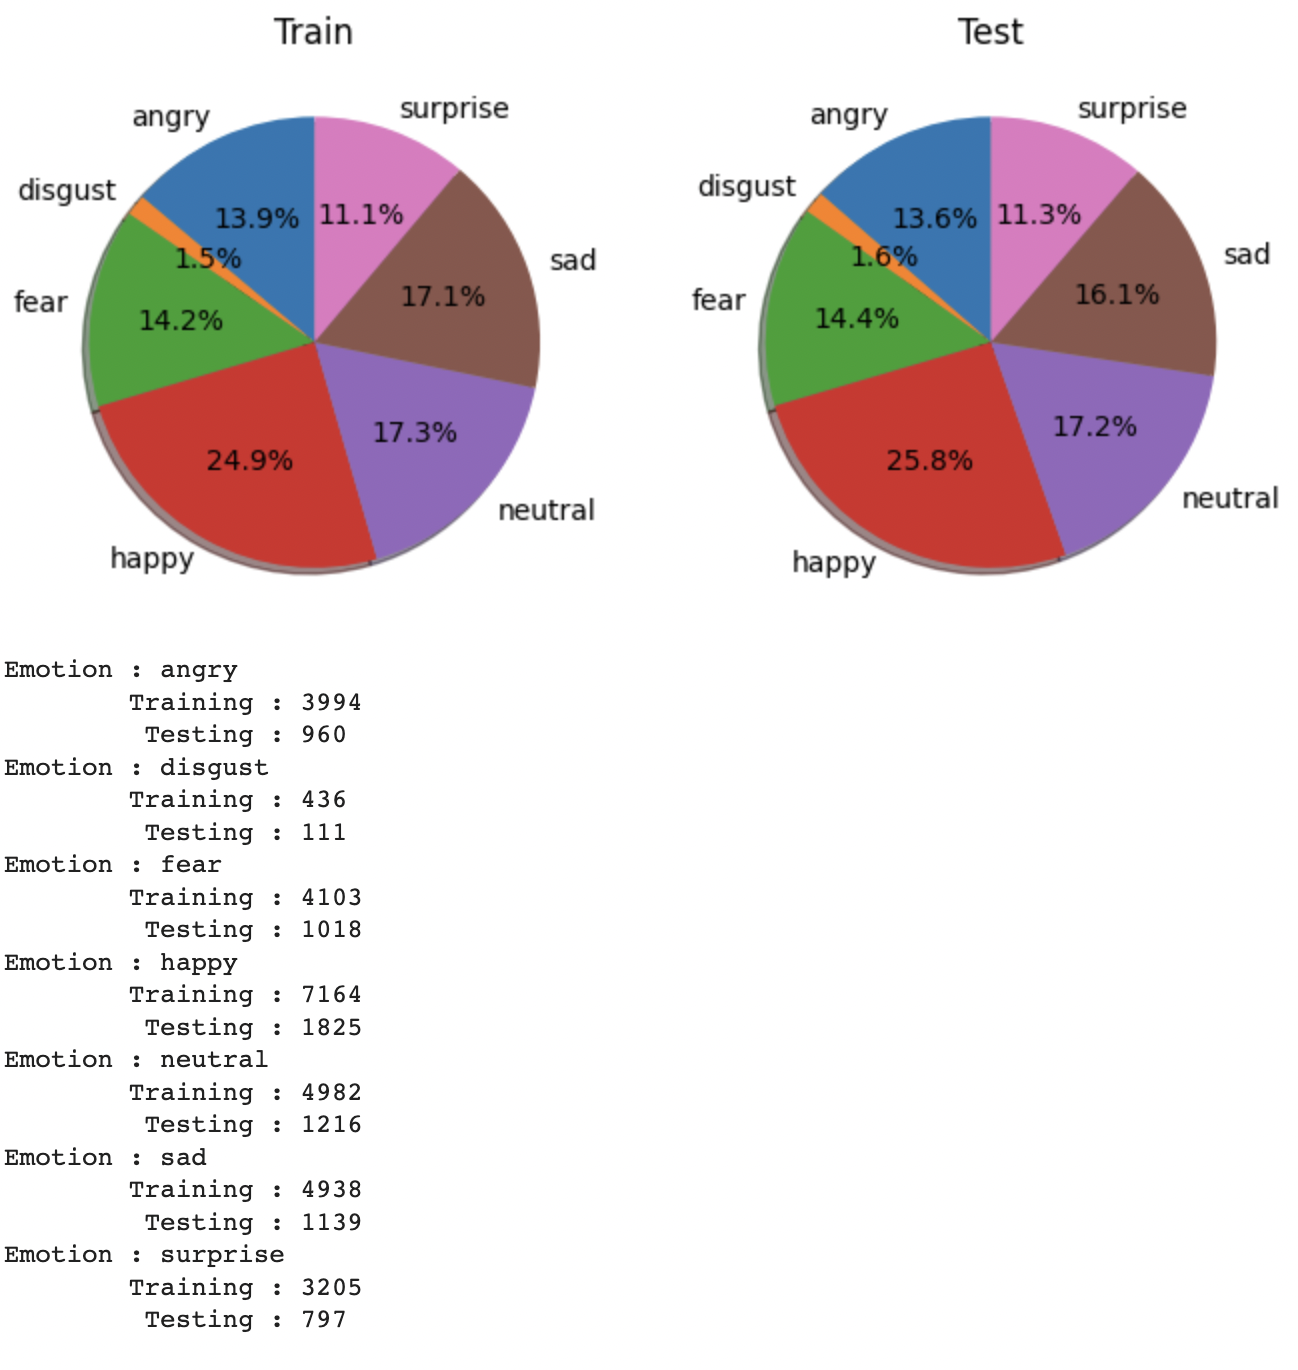 Train
angry
surprise
disgust
13.9%
11.1%
1.5%
sad
17.1%
fear
14.2%
17.3%
24.9%
neutral
happy
Test
angry
surprise
disgust
13.6%
11.3%
1.6%
sad
16.1%
fear
14.4%
17.2%
25.8%
neutral
happy
Emotion : angry
Training : 3994
Testing : 960
Emotion : disgust
Training : 436
Testing : 111
Emotion : fear
Training : 4103
Testing : 1018
Emotion : happy
Training : 7164
Testing : 1825
Emotion : neutral
Training : 4982
Testing : 1216
Emotion : sad
Training : 4938
Testing : 1139
Emotion : surprise
Training : 3205
Testing : 797